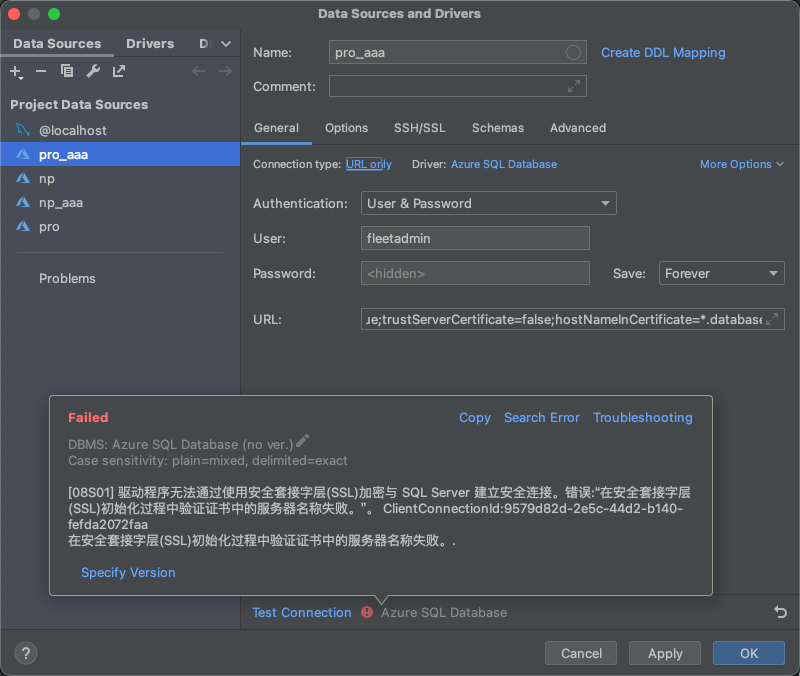 Data Sources and Drivers
Data Sources
Drivers
D
Project Data Sources
@localhost
pro_aaa
np
np_aaa
pro
Problems
Name:
pro_aaa
Create DDL Mapping
Comment:
General
Options
SSH/SSL
Schemas
Advanced
Connection type: URL only
Driver: Azure SQL Database
More Options
Authentication:
User & Password
User:
fleetadmin
Password:
<hidden>
Save:
Forever
URL:
ue;trustServerCertificate=false;hostNameInCertificate=*.database
Failed
Copy
Search Error
Troubleshooting
DBMS: Azure SQL Database (no ver.)
Case sensitivity: plain=mixed, delimited=exact
[08S01] 驱动程序无法通过使用安全套接字层(SSL)加密与 SQL Server 建立安全连接。错误:“在安全套接字层
(SSL)初始化过程中验证证书中的服务器名称失败。”。 ClientConnectionId:9579d82d-2e5c-44d2-b140-
fefda2072faa
在安全套接字层(SSL)初始化过程中验证证书中的服务器名称失败。.
Specify Version
Test Connection
Azure SQL Database
?
Cancel
Apply
OK